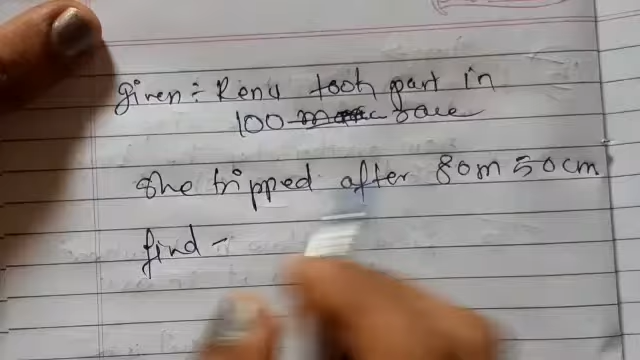 given:- Renu took part in
100 race
She tripped after 80m 50cm
find -